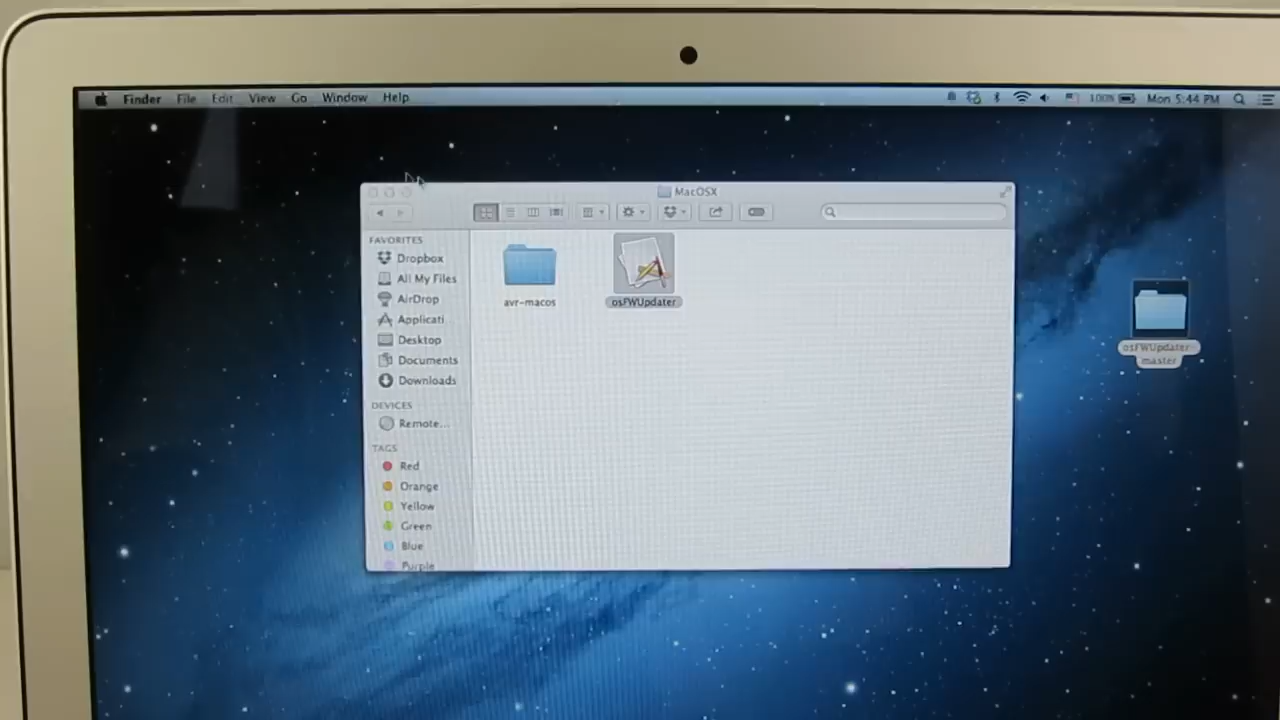 Finder File Edit View Go Window Help 100% Mon 5:44 PM
MacOSX
FAVORITES
Dropbox
All My Files
AirDrop
Applicati
Desktop
Documents
Downloads
DEVICES
Remote...
TAGS
Red
Orange
Yellow
Green
Blue
Purple
avr-macos
osFWUpdater
osFWUpdater-
master